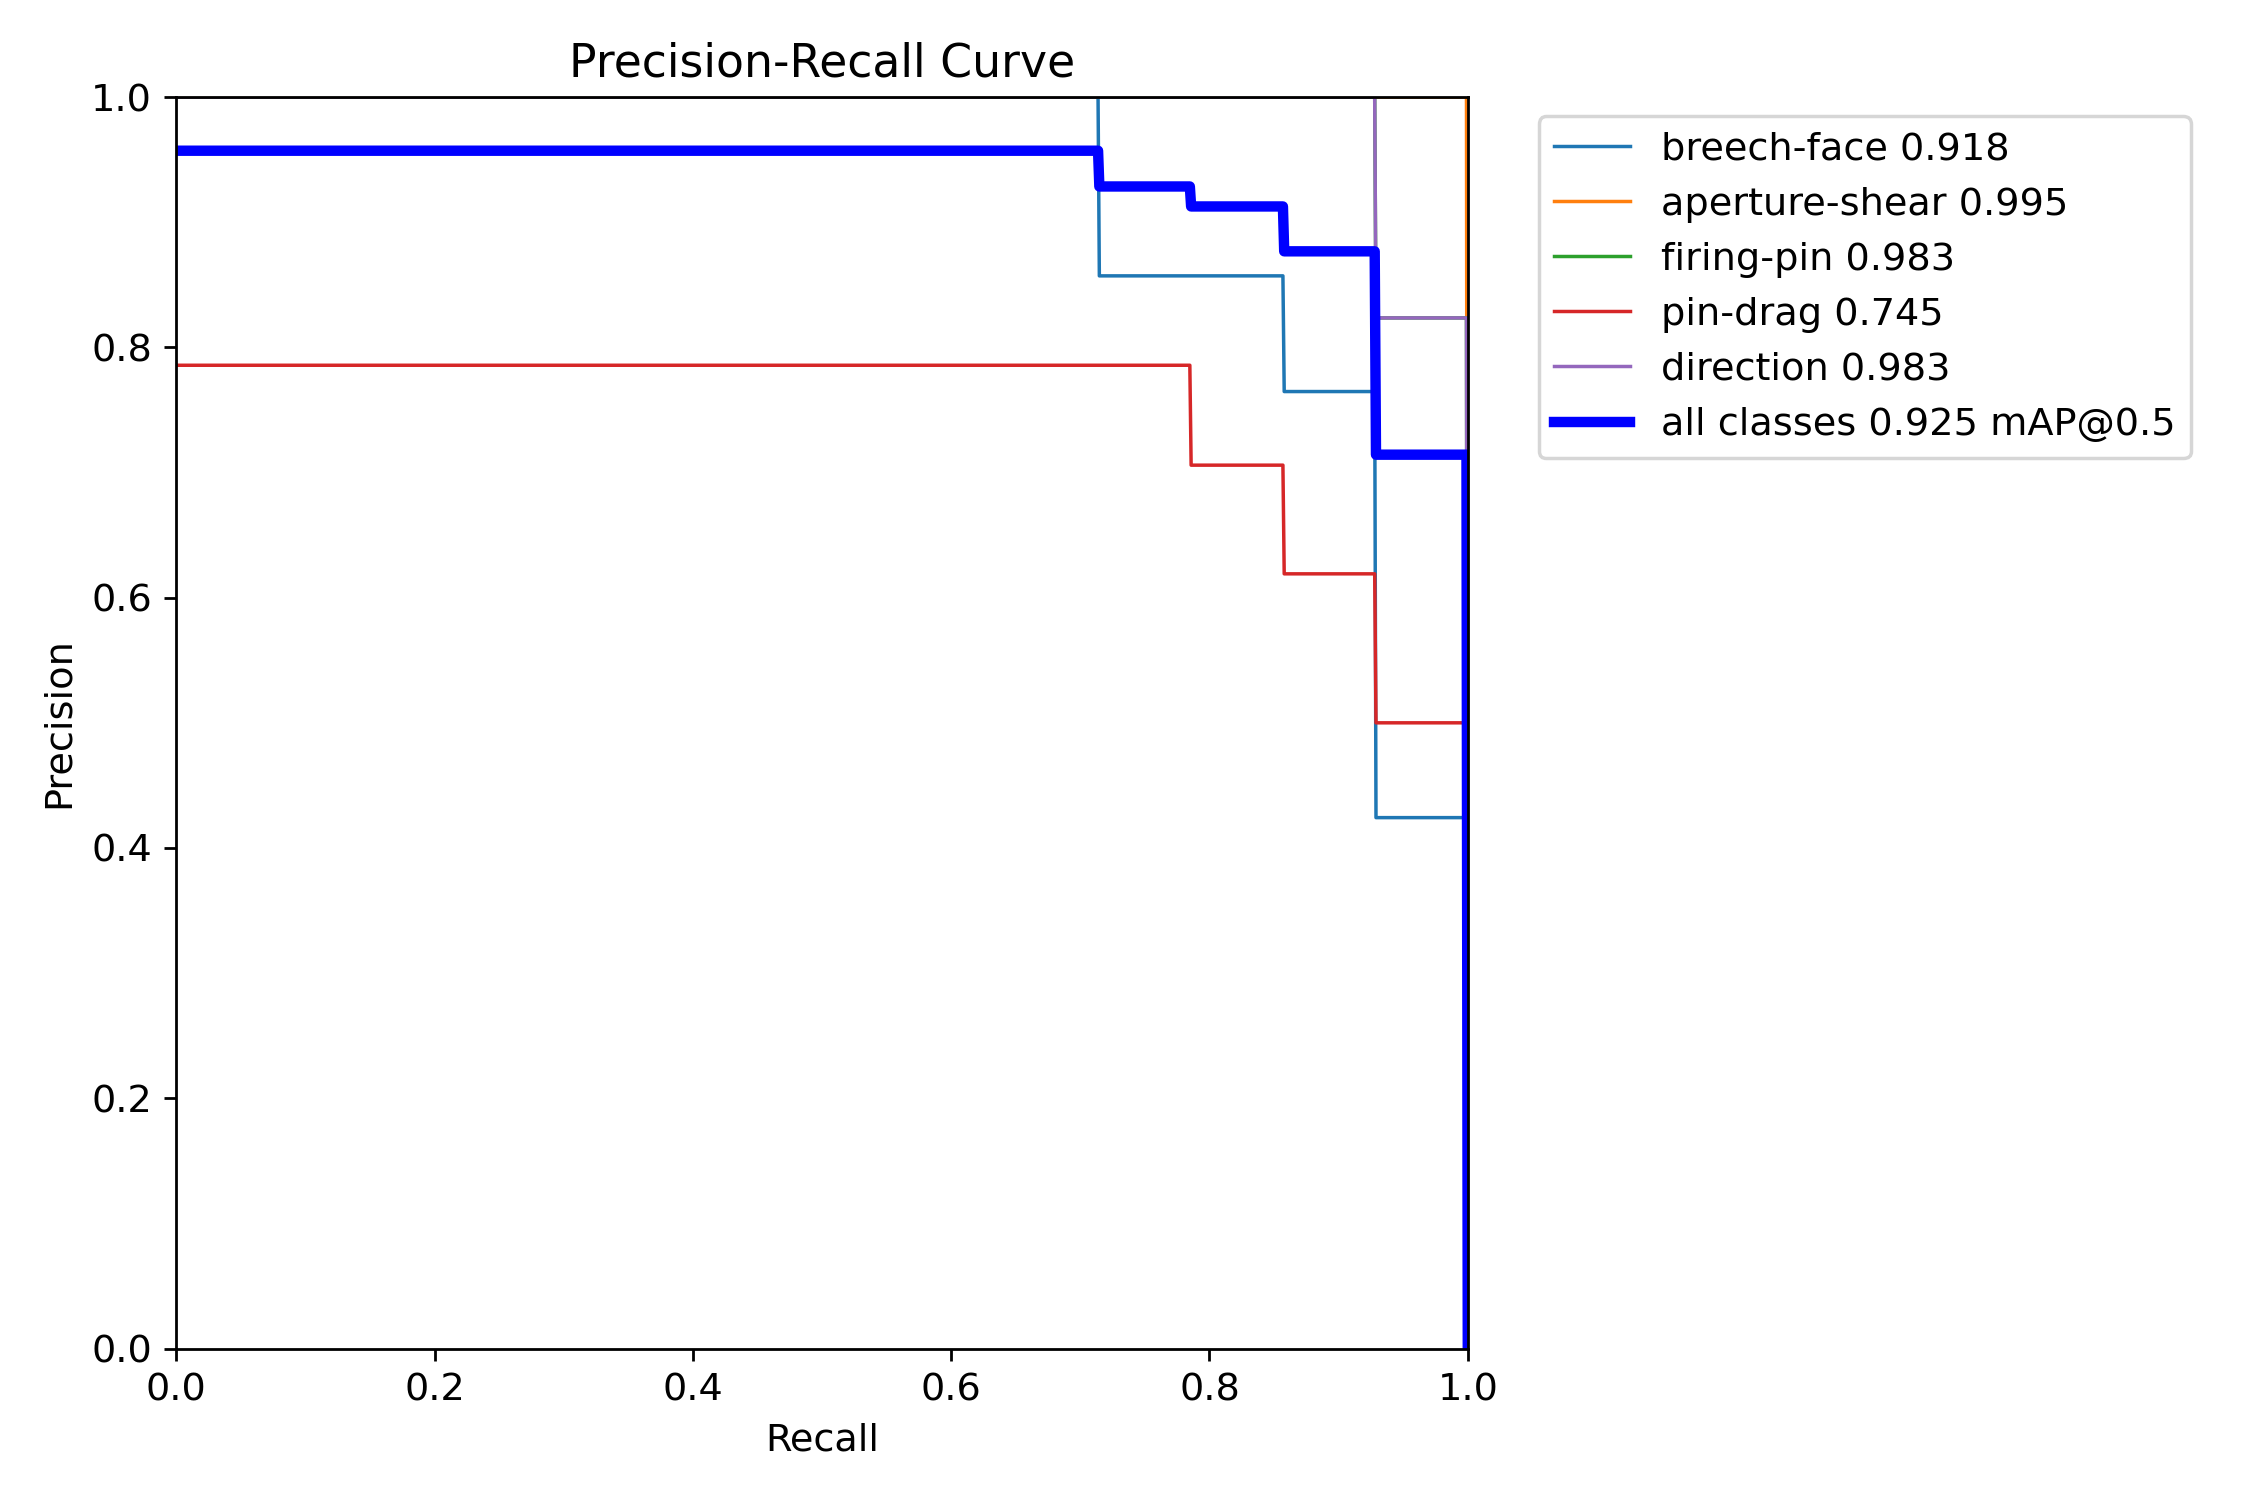 Precision-Recall Curve
1.0
0.8
0.6
0.4
0.2
0.0
Precision
0.0 0.2 0.4 0.6 0.8 1.0
Recall
breech-face 0.918
aperture-shear 0.995
firing-pin 0.983
pin-drag 0.745
direction 0.983
all classes 0.925 mAP@0.5